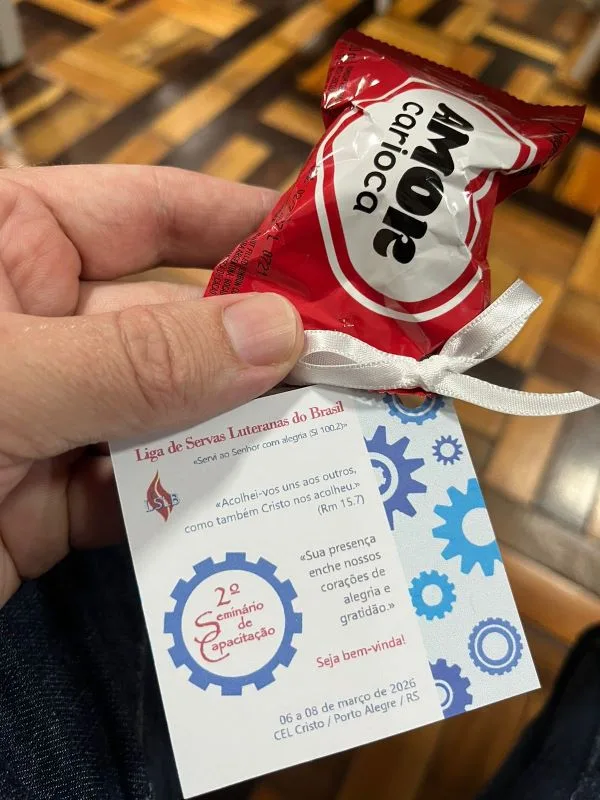 AMOR
carioca
Liga de Servas Luteranas do Brasil
«Servi ao Senhor com alegria (Sl 100.2)»
LSLB
«Acolhei-vos uns aos outros,
como também Cristo nos acolheu.»
(Rm 15.7)
«Sua presença
enche nossos
corações de
alegria e
gratidão.»
2º
Seminário
de
Capacitação
Seja bem-vinda!
06 a 08 de março de 2026
CEL Cristo / Porto Alegre / RS